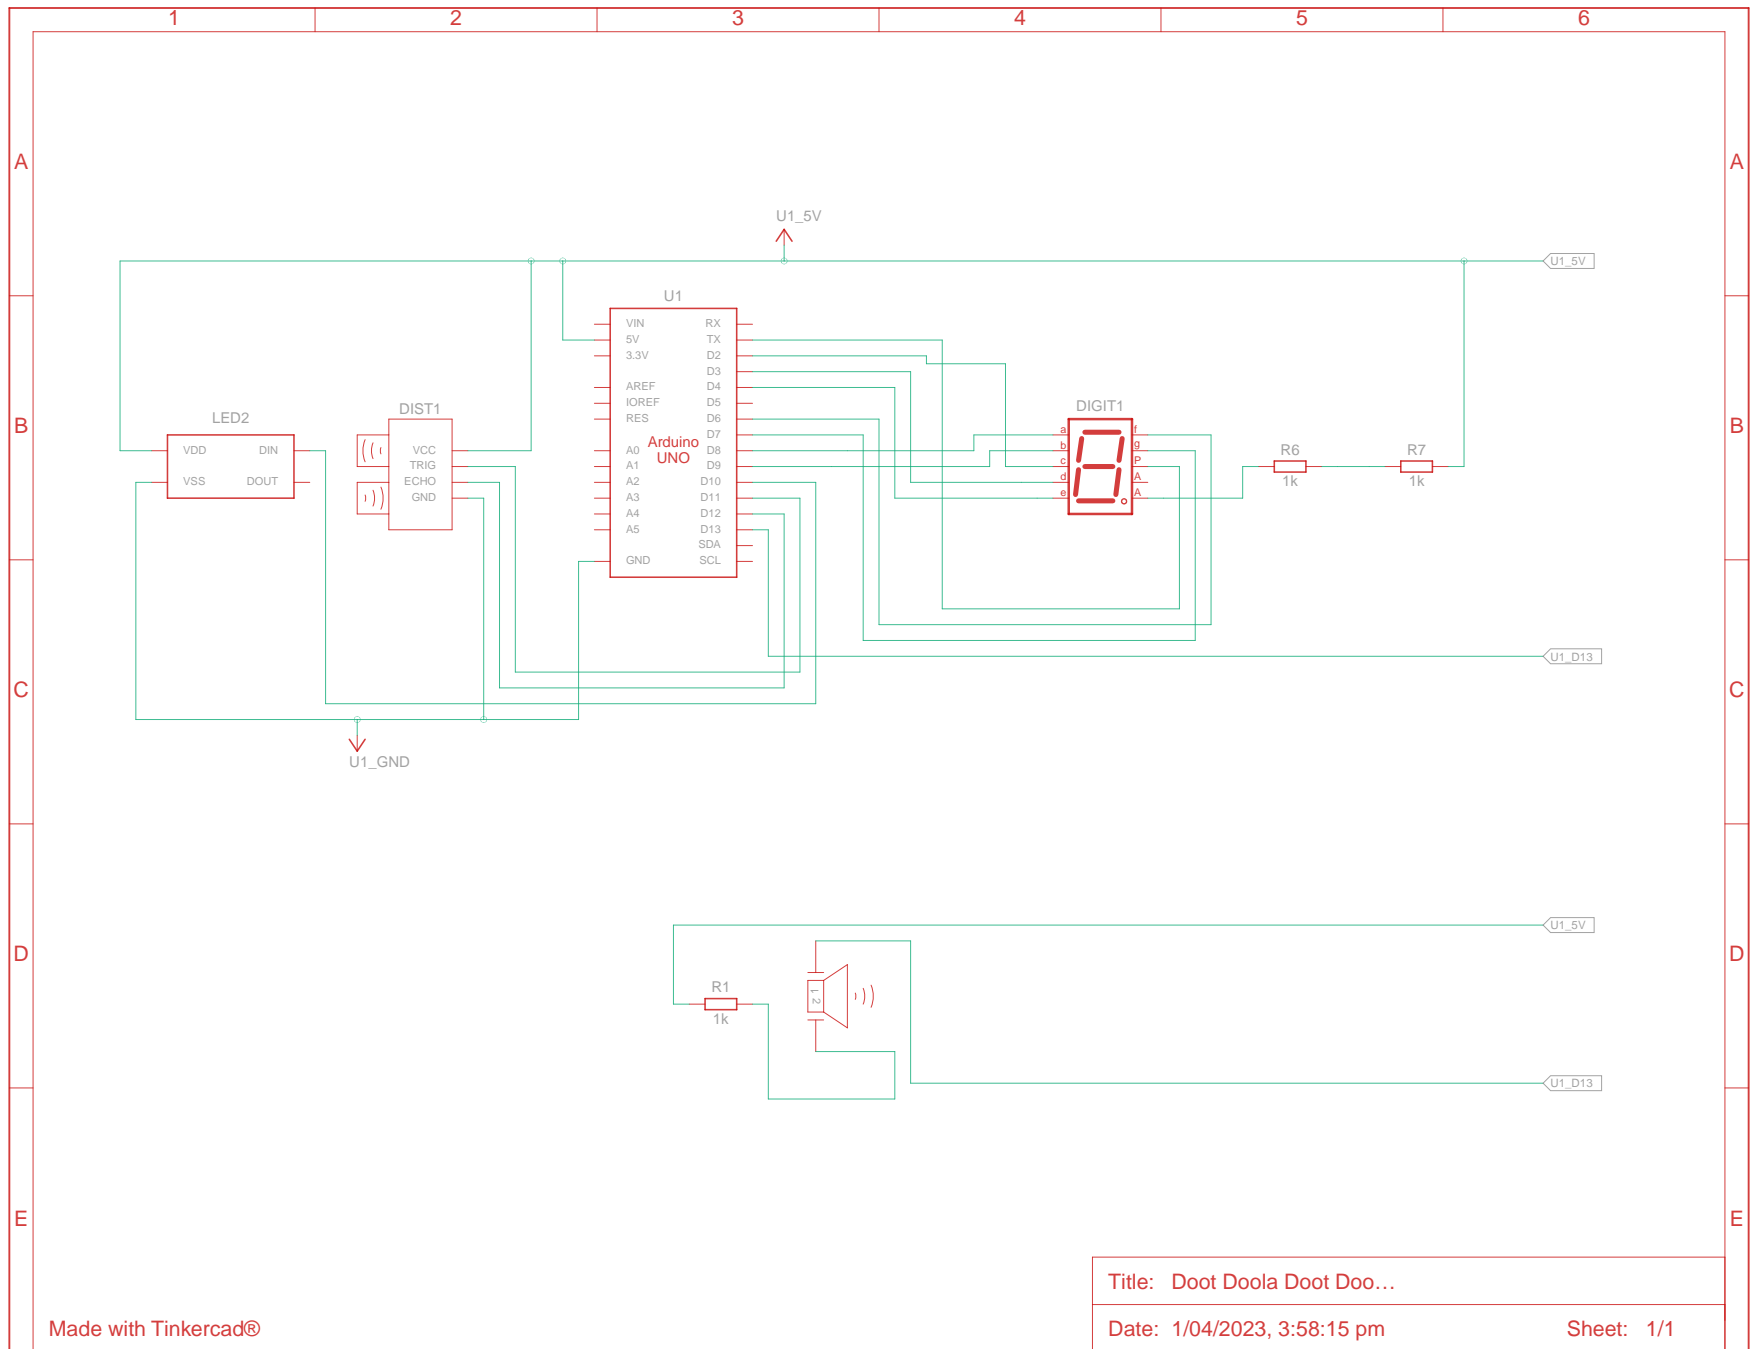 1 2 3 4 5 6
A A
U1_5V
U1_5V
U1
VIN RX
5V TX
3.3V D2
D3
AREF D4
IOREF D5
RES D6
D7
A0 D8
A1 D9
A2 D10
A3 D11
A4 D12
A5 D13
SDA
GND SCL
Arduino
UNO
B B
LED2
VDD DIN
VSS DOUT
DIST1
VCC
TRIG
ECHO
GND
DIGIT1
a f
b g
c P
d A
e A
R6
1k
R7
1k
U1_D13
C C
U1_GND
D D
U1_5V
R1
1k
1 2
U1_D13
E E
Title: Doot Doola Doot Doo...
Made with Tinkercad®
Date: 1/04/2023, 3:58:15 pm Sheet: 1/1